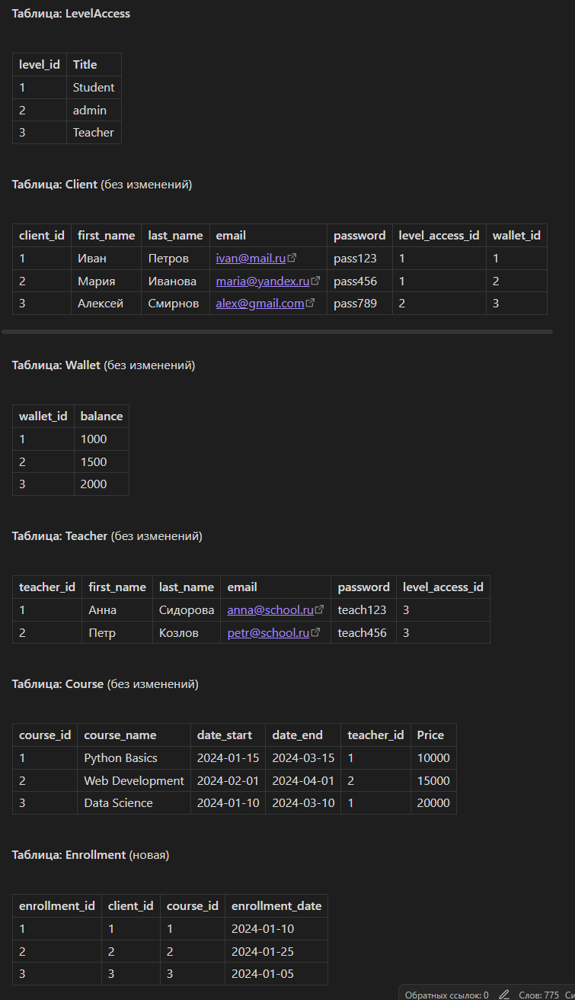 Таблица: LevelAccess
level_id Title
1 Student
2 admin
3 Teacher
Таблица: Client (без изменений)
client_id first_name last_name email password level_access_id wallet_id
1 Иван Петров ivan@mail.ru pass123 1 1
2 Мария Иванова maria@yandex.ru pass456 1 2
3 Алексей Смирнов alex@gmail.com pass789 2 3
Таблица: Wallet (без изменений)
wallet_id balance
1 1000
2 1500
3 2000
Таблица: Teacher (без изменений)
teacher_id first_name last_name email password level_access_id
1 Анна Сидорова anna@school.ru teach123 3
2 Петр Козлов petr@school.ru teach456 3
Таблица: Course (без изменений)
course_id course_name date_start date_end teacher_id Price
1 Python Basics 2024-01-15 2024-03-15 1 10000
2 Web Development 2024-02-01 2024-04-01 2 15000
3 Data Science 2024-01-10 2024-03-10 1 20000
Таблица: Enrollment (новая)
enrollment_id client_id course_id enrollment_date
1 1 1 2024-01-10
2 2 2 2024-01-25
3 3 3 2024-01-05
Обратных ссылок: 0 Слов: 775 Си